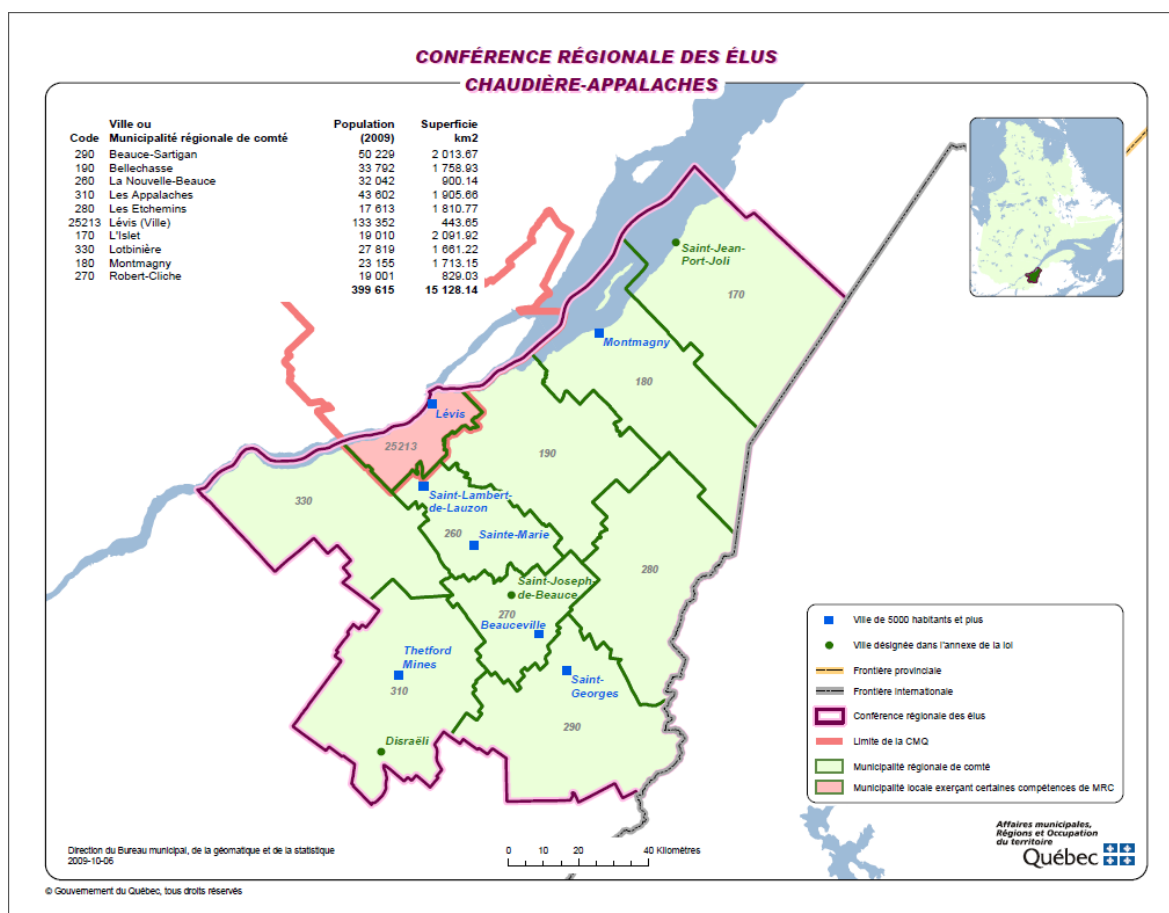 CONFÉRENCE RÉGIONALE DES ÉLUS
CHAUDIÈRE-APPALACHES
Ville ou Population Superficie
Code Municipalité régionale de comté (2009) km2
290 Beauce-Sartigan 50 229 2 013.67
190 Bellechasse 33 792 1 758.93
260 La Nouvelle-Beauce 32 042 900.14
310 Les Appalaches 43 602 1 905.66
280 Les Etchemins 17 613 1 810.77
25213 Lévis (Ville) 133 352 443.65
170 L'Islet 19 010 2 091.92
330 Lotbinière 27 819 1 661.22
180 Montmagny 23 155 1 713.15
270 Robert-Cliche 19 001 829.03
399 615 15 128.14
Saint-Jean-
Port-Joli
170
Montmagny
180
Lévis
25213
190
330
Saint-Lambert-
de-Lauzon
260
Sainte-Marie
280
Saint-Joseph-
de-Beauce
270
Beauceville
Thetford
Mines
310
Saint-
Georges
290
Disraëli
Ville de 5000 habitants et plus
Ville désignée dans l'annexe de la loi
Frontière provinciale
Frontière internationale
Conférence régionale des élus
Limite de la CMQ
Municipalité régionale de comté
Municipalité locale exerçant certaines compétences de MRC
Direction du Bureau municipal, de la géomatique et de la statistique
2009-10-06
0 10 20 40 Kilomètres
Affaires municipales,
Régions et Occupation
du territoire
Québec
© Gouvernement du Québec, tous droits réservés